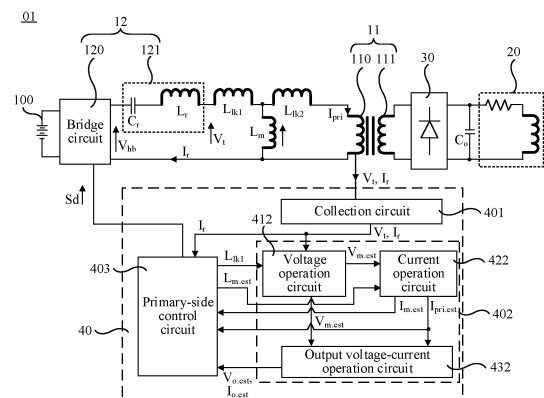 01
12
120
121
11
110
111
30
20
100
Bridge circuit
Cr
Lr
Llk1
Llk2
Lm
Ipri
Co
Vhb
Vt
Ir
Vt, Ir
Sd
Collection circuit
401
412
Ir
Vt, Ir
403
Llk1
Voltage operation circuit
Vm.est
Current operation circuit
422
Lm.est
Primary-side control circuit
Im.est
Ipri.est
402
40
Vm.est
Output voltage-current operation circuit
432
Vo.est,
Io.est